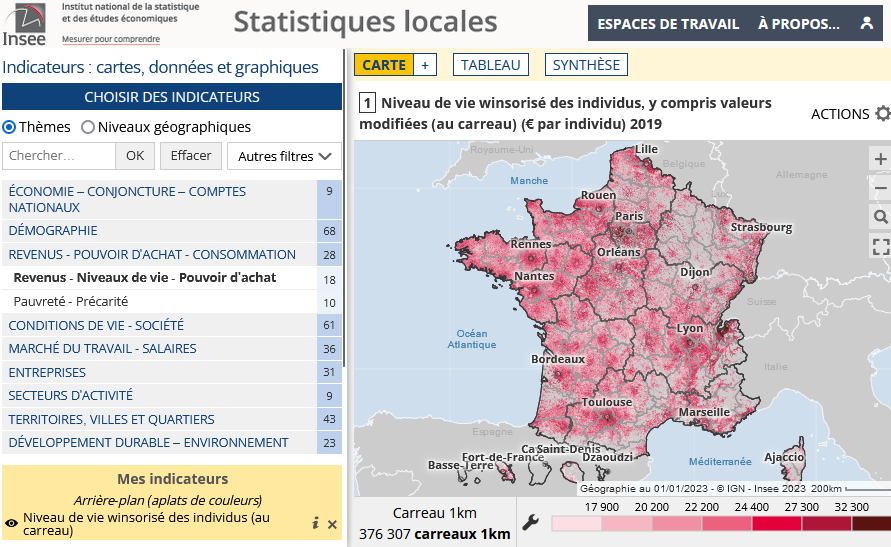 Insee
Institut national de la statistique
et des études économiques
Mesurer pour comprendre
Statistiques locales
ESPACES DE TRAVAIL
À PROPOS...
Indicateurs : cartes, données et graphiques
CHOISIR DES INDICATEURS
Thèmes
Niveaux géographiques
Chercher...
OK
Effacer
Autres filtres
ÉCONOMIE – CONJONCTURE – COMPTES
NATIONAUX
9
DÉMOGRAPHIE
68
REVENUS - POUVOIR D'ACHAT - CONSOMMATION
28
Revenus - Niveaux de vie - Pouvoir d'achat
18
Pauvreté - Précarité
10
CONDITIONS DE VIE - SOCIÉTÉ
61
MARCHÉ DU TRAVAIL - SALAIRES
36
ENTREPRISES
31
SECTEURS D'ACTIVITÉ
9
TERRITOIRES, VILLES ET QUARTIERS
43
DÉVELOPPEMENT DURABLE – ENVIRONNEMENT
23
Mes indicateurs
Arrière-plan (aplats de couleurs)
Niveau de vie winsorisé des individus (au
carreau)
i
CARTE
+
TABLEAU
SYNTHÈSE
1 Niveau de vie winsorisé des individus, y compris valeurs
modifiées (au carreau) (€ par individu) 2019
ACTIONS
Royaume-Uni
Lille
Belgique
Allemagne
Manche
Lux.
Rouen
Paris
Strasbourg
Rennes
Orléans
Nantes
Dijon
Suisse
Océan
Atlantique
Lyon
Bordeaux
Italie
Toulouse
Marseille
Espagne
Ca
Saint-Denis
Fort-de-France
Dzaoudzi
Basse-Terre
Méditerranée
Ajaccio
+
−
Géographie au 01/01/2023 - © IGN - Insee 2023
200km
Carreau 1km
376 307 carreaux 1km
17 900
20 200
22 200
24 400
27 300
32 300